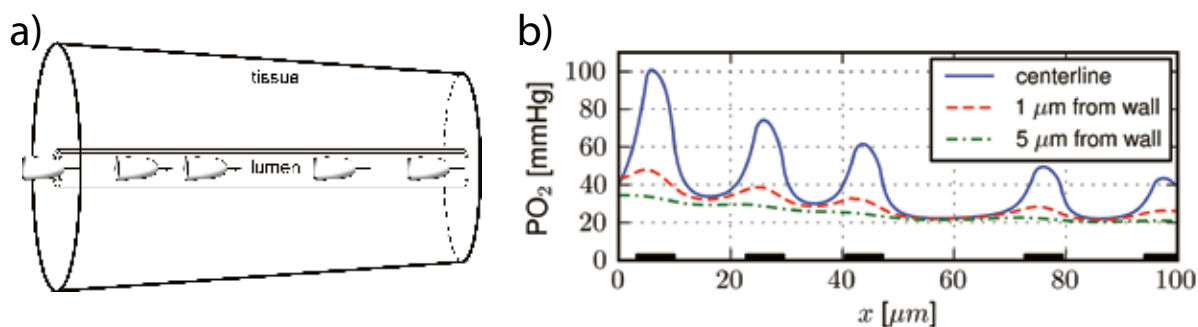 a)
tissue
lumen
b)
PO₂ [mmHg]
100
80
60
40
20
0
centerline
1 μm from wall
5 μm from wall
0 20 40 60 80 100
x [μm]